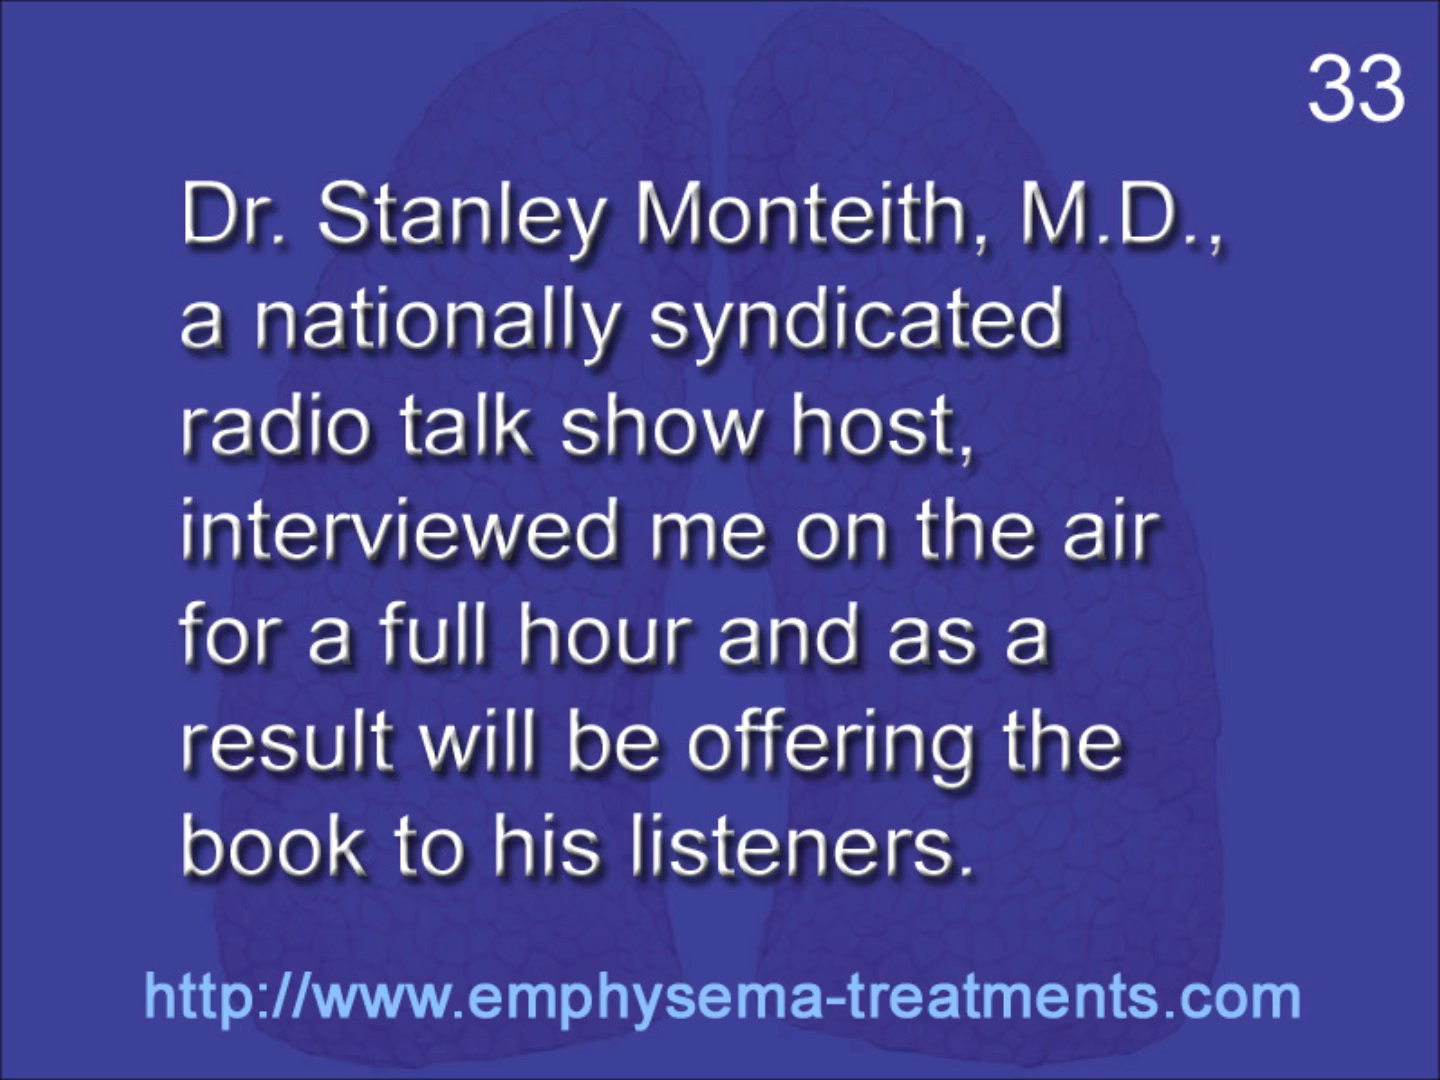 33
Dr. Stanley Monteith, M.D.,
a nationally syndicated
radio talk show host,
interviewed me on the air
for a full hour and as a
result will be offering the
book to his listeners.
http://www.emphysema-treatments.com